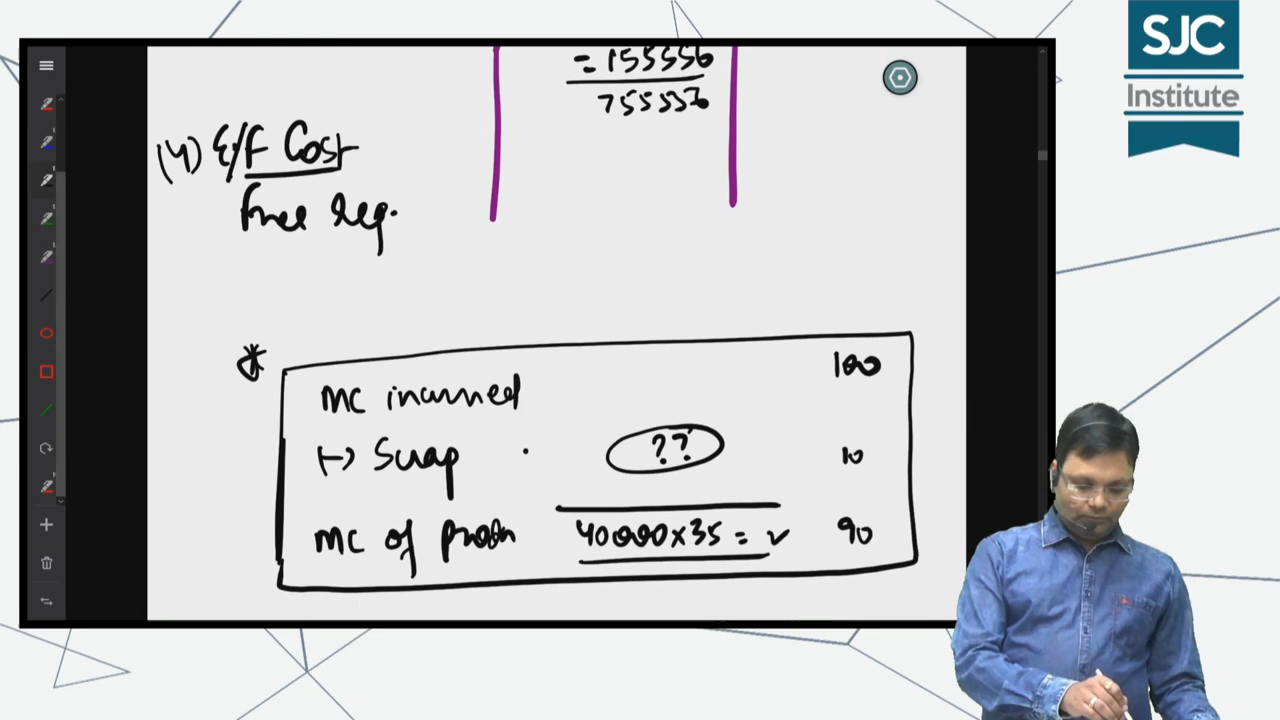 SJC
Institute
= 155556
755556
(4) E/F Cost
Free Reg.
MC incurred 100
(-) Scrap ?? 10
MC of prodn 40000x35 = ✓ 90